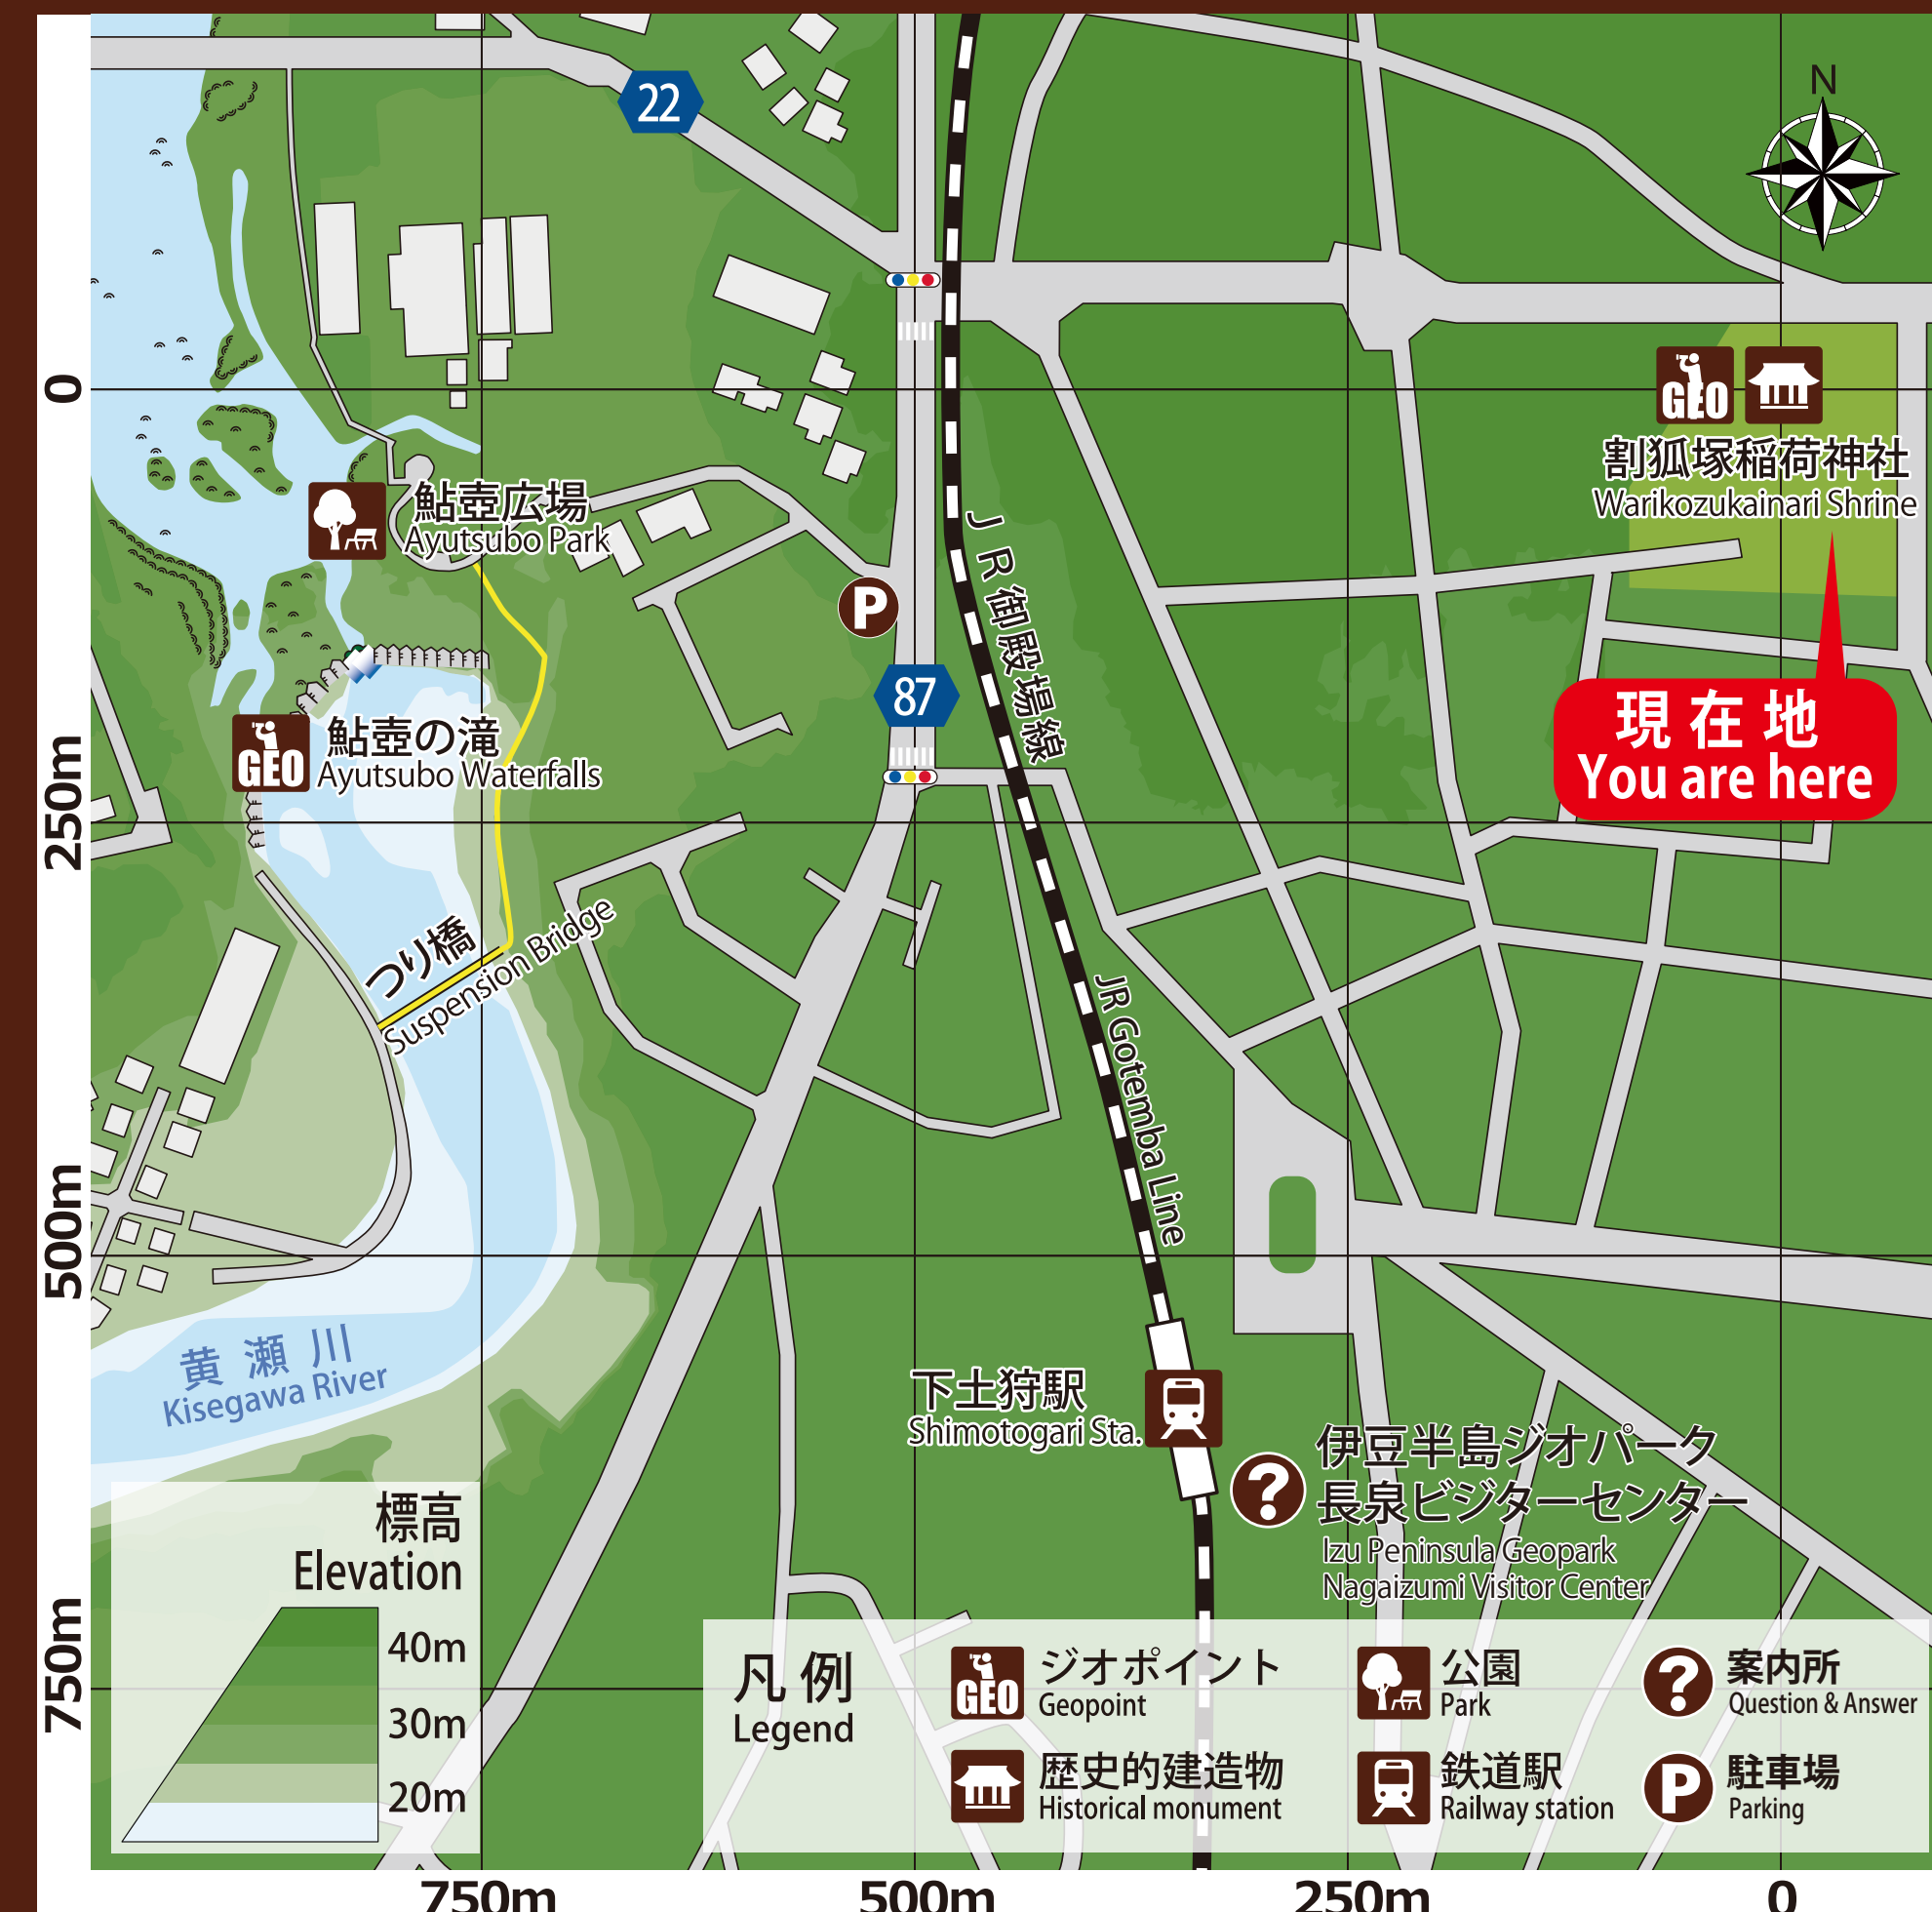 N
22
0
割狐塚稲荷神社
Warikozukainari Shrine
GEO
鮎壺広場
Ayutsubo Park
JR御殿場線
P
87
現在地
You are here
GEO
鮎壺の滝
Ayutsubo Waterfalls
250m
つり橋
Suspension Bridge
JR Gotemba Line
500m
黄瀬川
Kisegawa River
下土狩駅
Shimotogari Sta.
?
伊豆半島ジオパーク
長泉ビジターセンター
Izu Peninsula Geopark
Nagaizumi Visitor Center
標高
Elevation
40m
30m
20m
750m
凡例
Legend
GEO
ジオポイント
Geopoint
公園
Park
?
案内所
Question & Answer
歴史的建造物
Historical monument
鉄道駅
Railway station
P
駐車場
Parking
750m
500m
250m
0